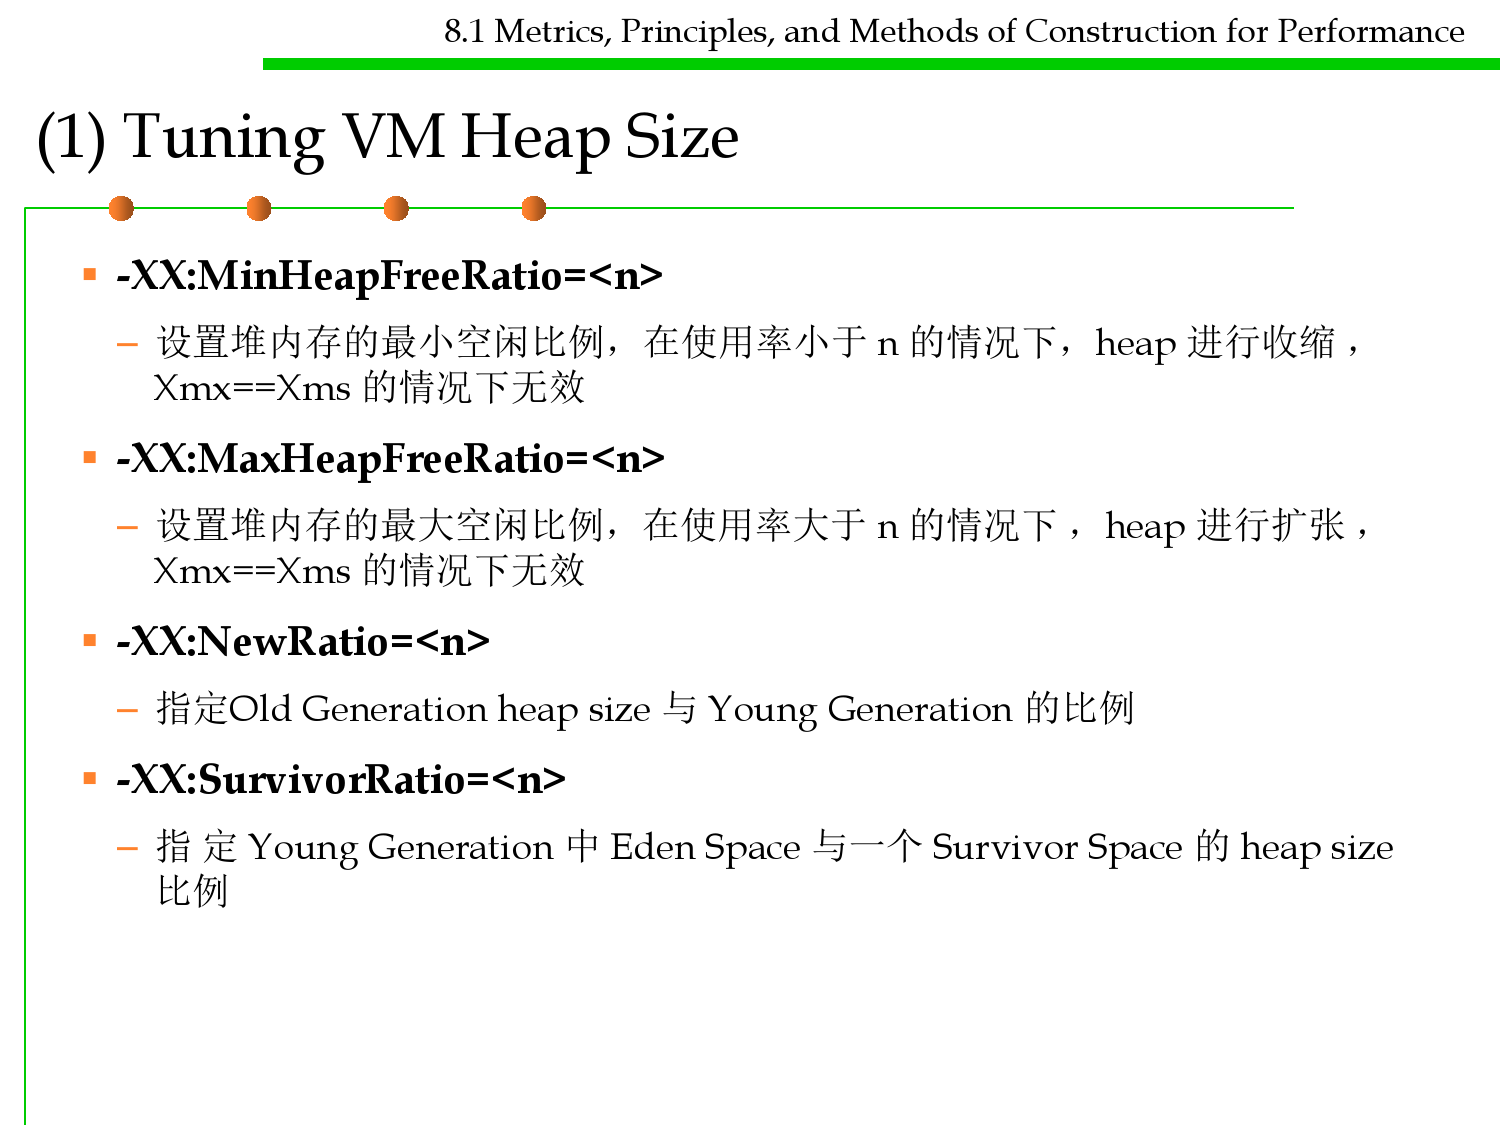 8.1 Metrics, Principles, and Methods of Construction for Performance
(1) Tuning VM Heap Size
-XX:MinHeapFreeRatio=<n>
– 设置堆内存的最小空闲比例，在使用率小于 n 的情况下，heap 进行收缩 ，
Xmx==Xms 的情况下无效
-XX:MaxHeapFreeRatio=<n>
– 设置堆内存的最大空闲比例，在使用率大于 n 的情况下 ，heap 进行扩张 ，
Xmx==Xms 的情况下无效
-XX:NewRatio=<n>
– 指定Old Generation heap size 与 Young Generation 的比例
-XX:SurvivorRatio=<n>
– 指 定 Young Generation 中 Eden Space 与一个 Survivor Space 的 heap size
比例